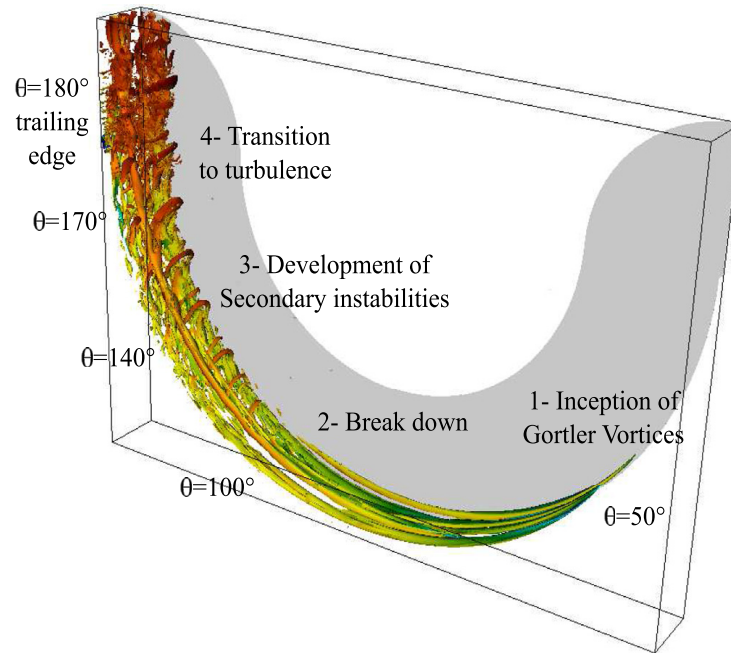 θ=180°
trailing
edge
4- Transition
to turbulence
θ=170°
3- Development of
Secondary instabilities
θ=140°
2- Break down
1- Inception of
Gortler Vortices
θ=100°
θ=50°